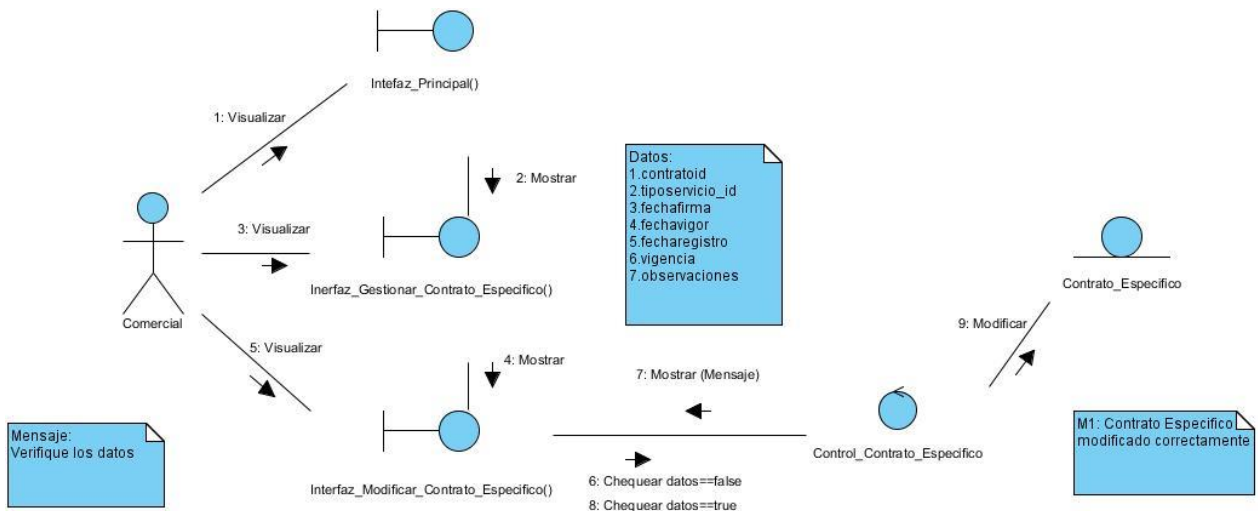 Intefaz_Principal()
1: Visualizar
2: Mostrar
3: Visualizar
Inerfaz_Gestionar_Contrato_Especifico()
Datos:
1.contratoid
2.tiposervicio_id
3.fechafirma
4.fechavigor
5.fecharegistro
6.vigencia
7.observaciones
Contrato_Especifico
Comercial
9: Modificar
5: Visualizar
4: Mostrar
7: Mostrar (Mensaje)
Mensaje:
Verifique los datos
Control_Contrato_Especifico
M1: Contrato Especifico
modificado correctamente
Interfaz_Modificar_Contrato_Especifico()
6: Chequear datos==false
8: Chequear datos==true